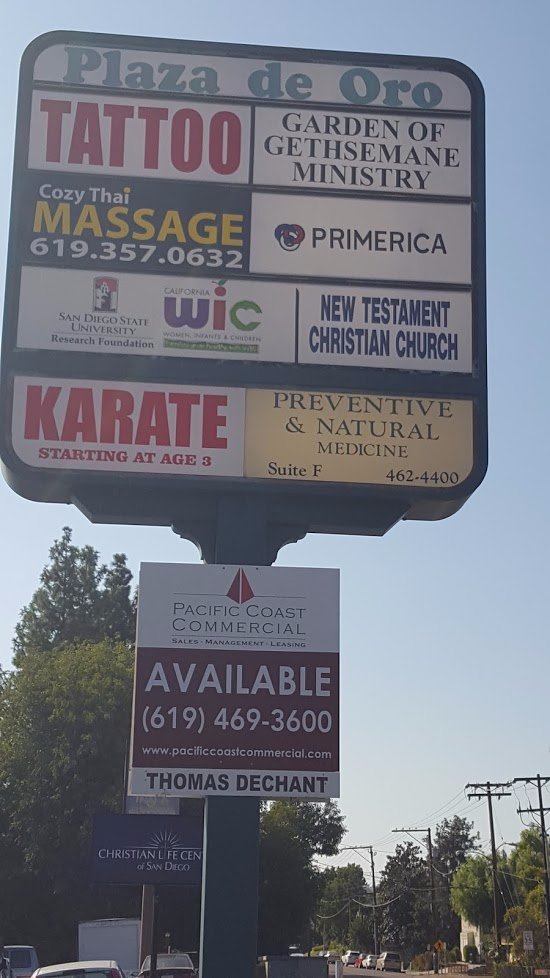 Plaza de Oro
TATTOO
GARDEN OF
GETHSEMANE
MINISTRY
Cozy Thai
MASSAGE
619.357.0632
PRIMERICA
SAN DIEGO STATE
UNIVERSITY
Research Foundation
CALIFORNIA
wic
WOMEN, INFANTS & CHILDREN
NEW TESTAMENT
CHRISTIAN CHURCH
KARATE
STARTING AT AGE 3
PREVENTIVE
& NATURAL
MEDICINE
Suite F 462-4400
PACIFIC COAST
COMMERCIAL
SALES - MANAGEMENT - LEASING
AVAILABLE
(619) 469-3600
www.pacificcoastcommercial.com
THOMAS DECHANT
CHRISTIAN LIFE CEN
OF SAN DIEGO